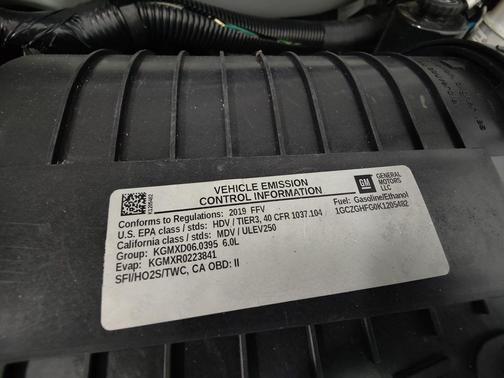 VEHICLE EMISSION
CONTROL INFORMATION
GM GENERAL MOTORS LLC
K1205482
Conforms to Regulations: 2019 FFV
Fuel: Gasoline/Ethanol
U.S. EPA class / stds: HDV / TIER3, 40 CFR 1037.104
1GCZGHFG0K1205482
California class / stds: MDV / ULEV250
Group: KGMXD06.0395 6.0L
Evap: KGMXR0223841
SFI/HO2S/TWC, CA OBD: II